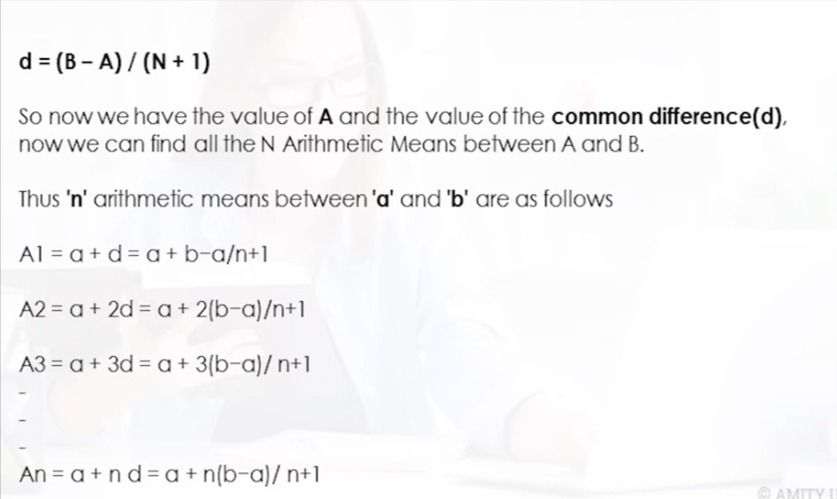 d = (B – A) / (N + 1)
So now we have the value of A and the value of the common difference(d),
now we can find all the N Arithmetic Means between A and B.
Thus 'n' arithmetic means between 'a' and 'b' are as follows
A1 = a + d = a + b–a/n+1
A2 = a + 2d = a + 2(b–a)/n+1
A3 = a + 3d = a + 3(b–a)/ n+1
-
-
-
An = a + n d = a + n(b–a)/ n+1
© AMITY